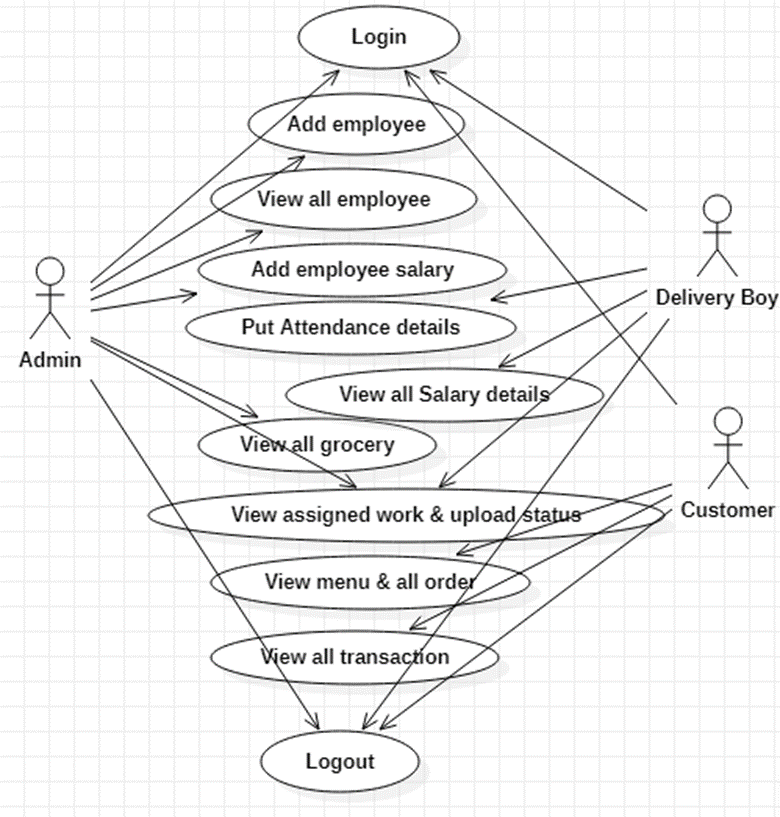 Login
Add employee
View all employee
Add employee salary
Delivery Boy
Put Attendance details
Admin
View all Salary details
View all grocery
Customer
View assigned work & upload status
View menu & all order
View all transaction
Logout